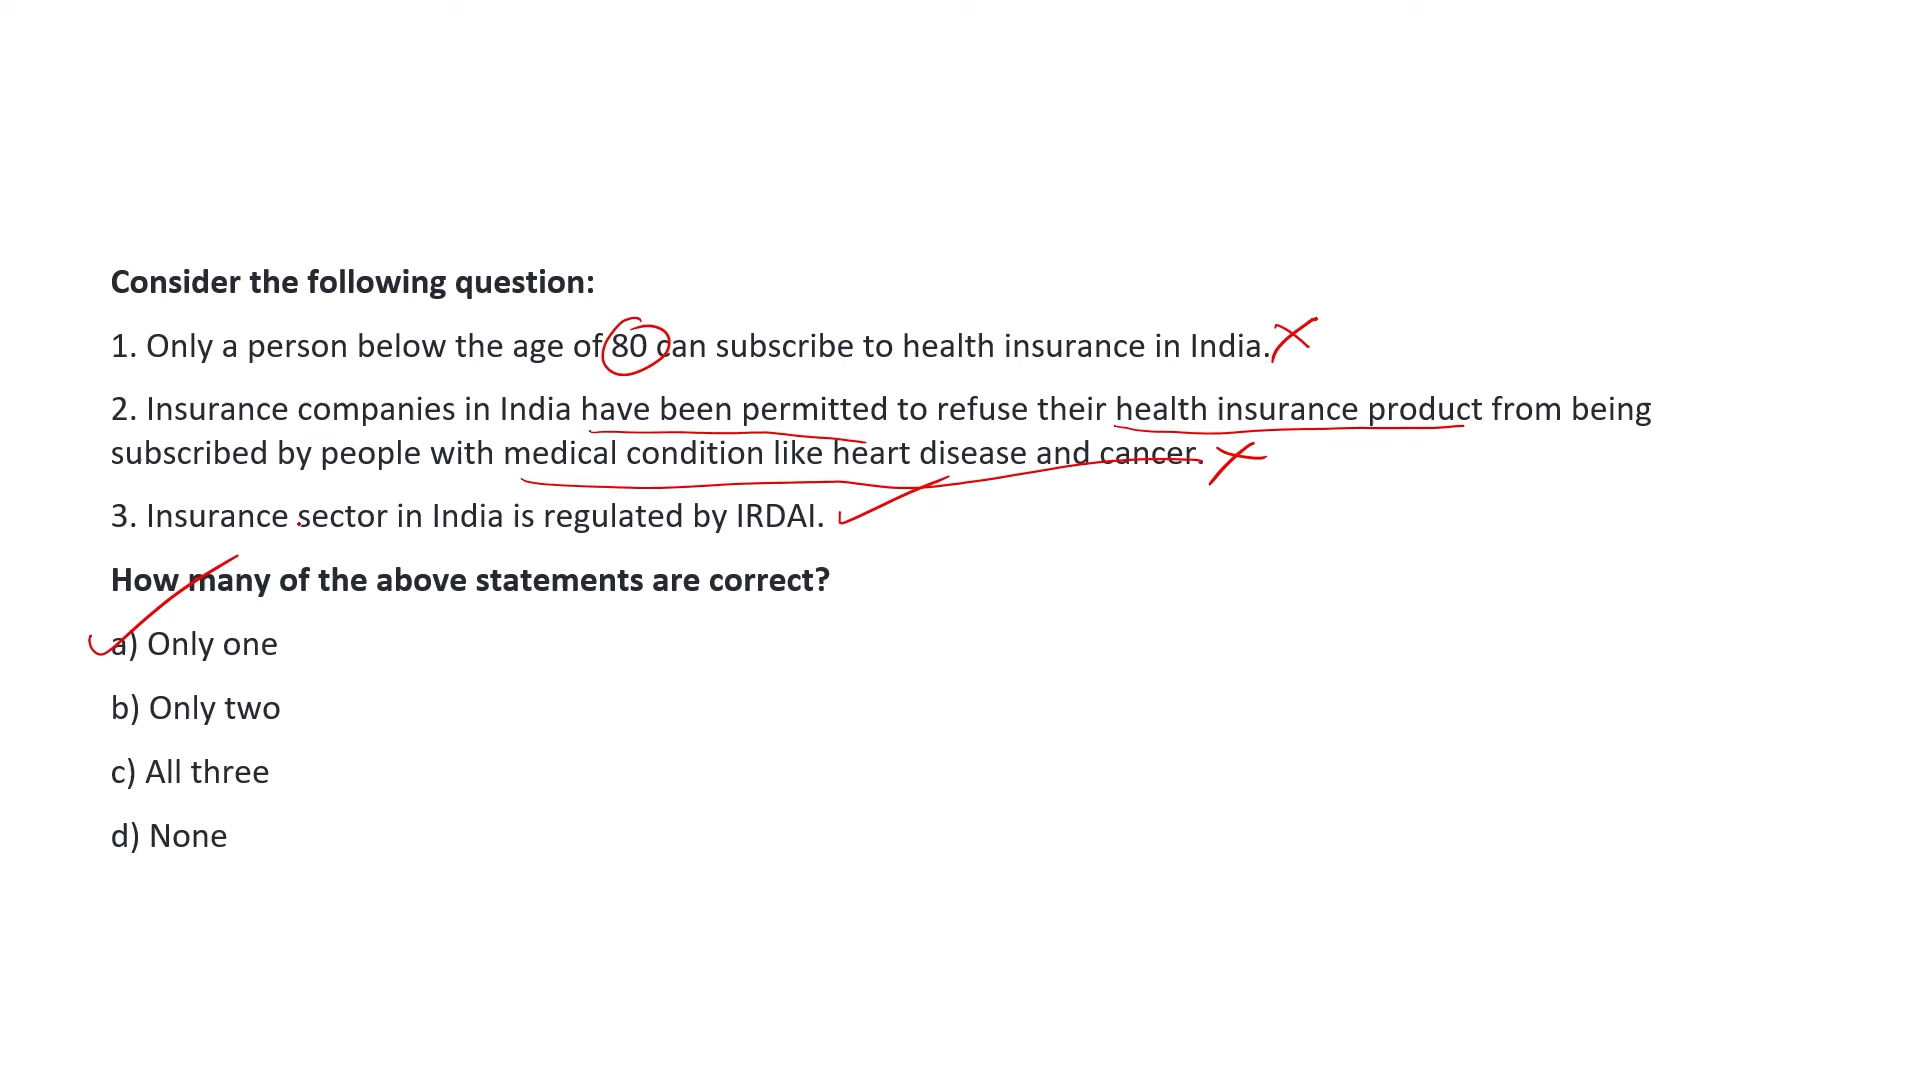 Consider the following question:
1. Only a person below the age of 80 can subscribe to health insurance in India.
2. Insurance companies in India have been permitted to refuse their health insurance product from being
subscribed by people with medical condition like heart disease and cancer.
3. Insurance sector in India is regulated by IRDAI.
How many of the above statements are correct?
a) Only one
b) Only two
c) All three
d) None